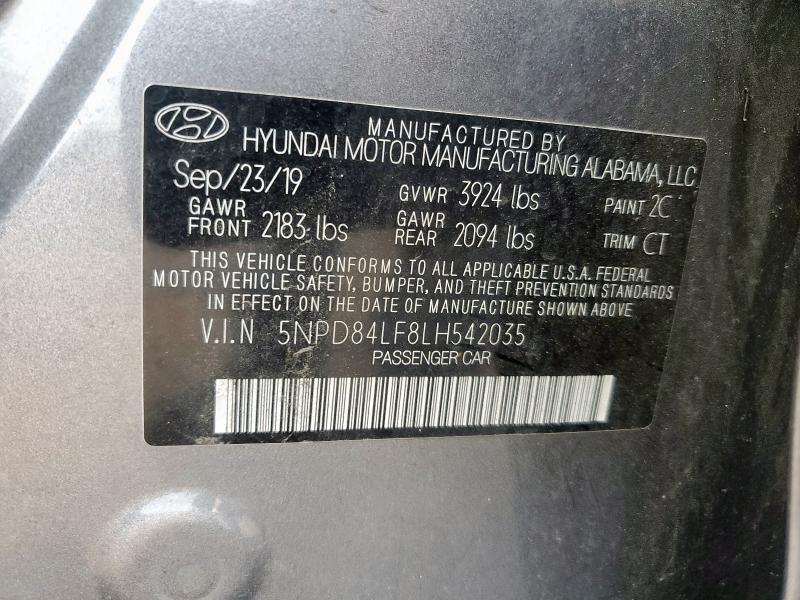 MANUFACTURED BY
HYUNDAI MOTOR MANUFACTURING ALABAMA, LLC
Sep/23/19 GVWR 3924 lbs PAINT 2C
GAWR FRONT 2183 lbs GAWR REAR 2094 lbs TRIM CT
THIS VEHICLE CONFORMS TO ALL APPLICABLE U.S.A. FEDERAL
MOTOR VEHICLE SAFETY, BUMPER, AND THEFT PREVENTION STANDARDS
IN EFFECT ON THE DATE OF MANUFACTURE SHOWN ABOVE
V.I.N 5NPD84LF8LH542035
PASSENGER CAR